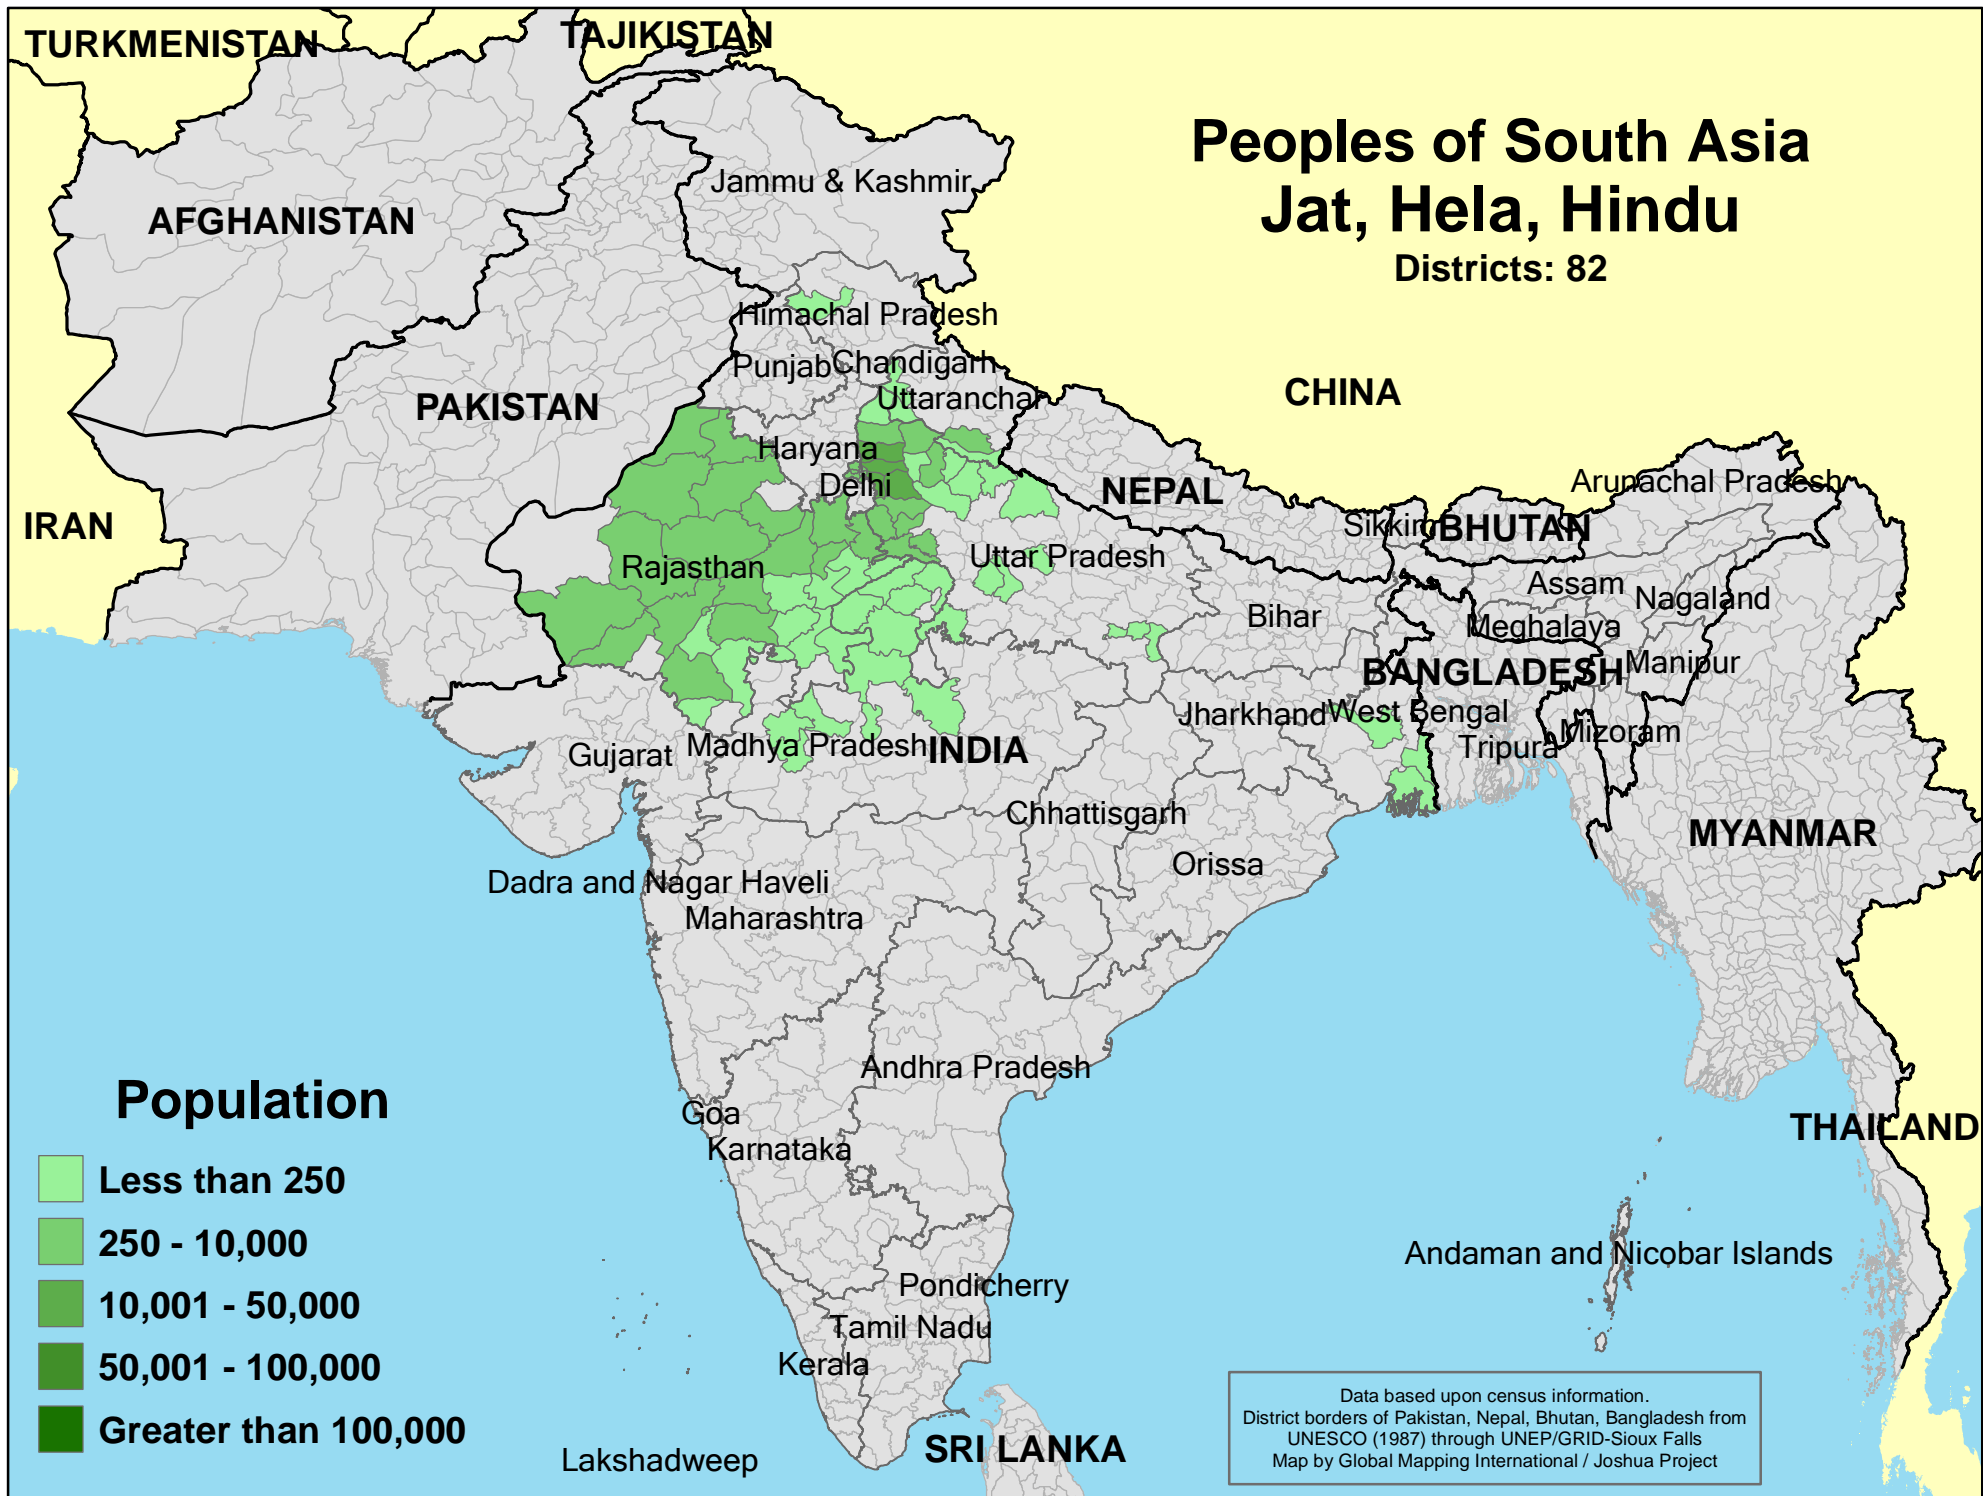 TURKMENISTAN
TAJIKISTAN
Peoples of South Asia
Jat, Hela, Hindu
Districts: 82
Jammu & Kashmir
AFGHANISTAN
Himachal Pradesh
Punjab
Chandigarh
CHINA
Uttaranchal
PAKISTAN
Haryana
Delhi
NEPAL
Arunachal Pradesh
IRAN
Sikkim
BHUTAN
Rajasthan
Uttar Pradesh
Assam
Nagaland
Bihar
Meghalaya
BANGLADESH
Manipur
Jharkhand
West Bengal
Gujarat
Madhya Pradesh
INDIA
Tripura
Mizoram
Chhattisgarh
MYANMAR
Orissa
Dadra and Nagar Haveli
Maharashtra
Andhra Pradesh
Goa
Karnataka
THAILAND
Andaman and Nicobar Islands
Pondicherry
Tamil Nadu
Kerala
Lakshadweep
SRI LANKA
Population
Less than 250
250 - 10,000
10,001 - 50,000
50,001 - 100,000
Greater than 100,000
Data based upon census information.
District borders of Pakistan, Nepal, Bhutan, Bangladesh from
UNESCO (1987) through UNEP/GRID-Sioux Falls
Map by Global Mapping International / Joshua Project